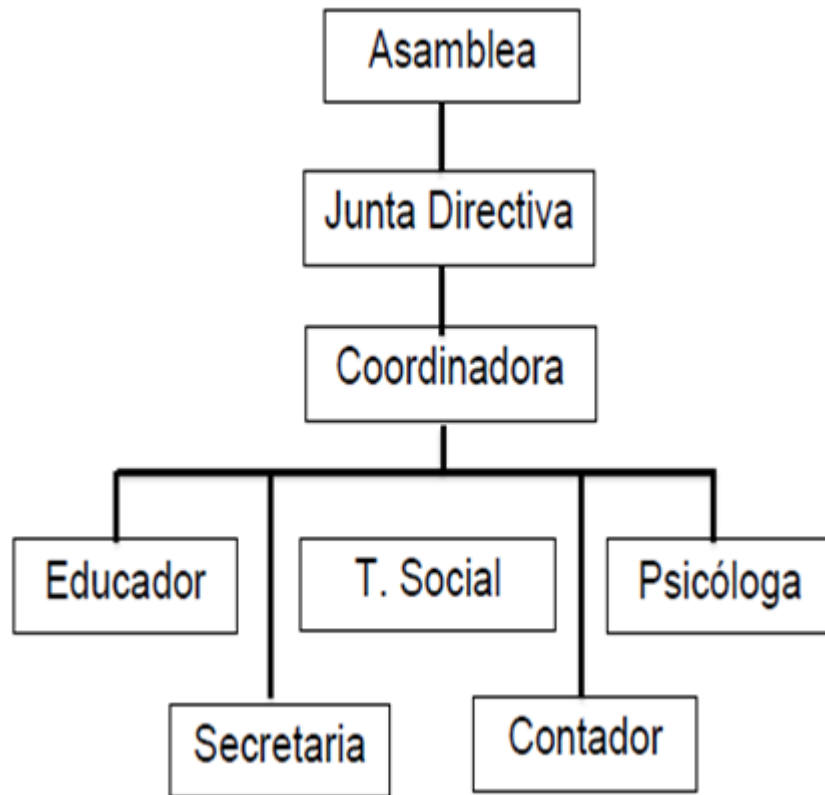 Asamblea
Junta Directiva
Coordinadora
Educador
T. Social
Psicóloga
Secretaria
Contador